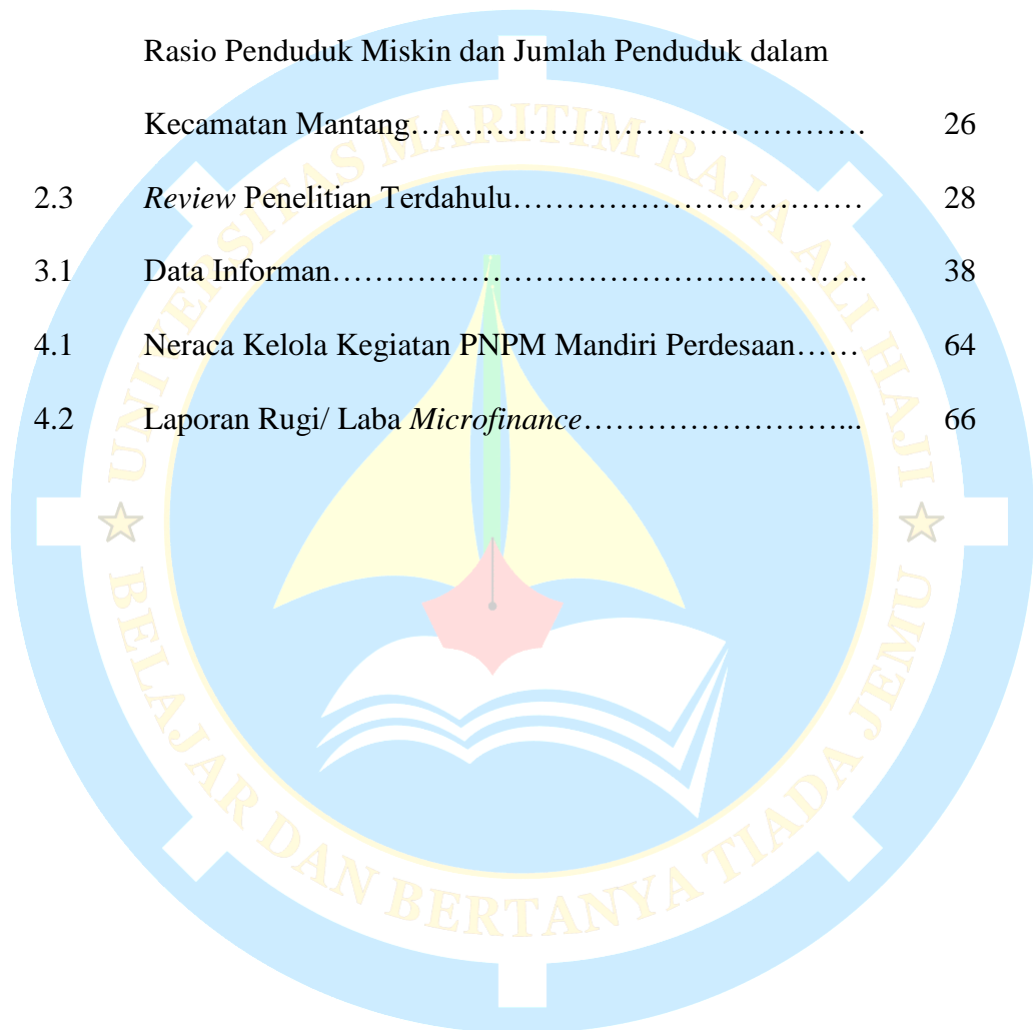 Rasio Penduduk Miskin dan Jumlah Penduduk dalam
Kecamatan Mantang……………………………………. 26
2.3 Review Penelitian Terdahulu…………………………… 28
3.1 Data Informan…………………………………………….. 38
4.1 Neraca Kelola Kegiatan PNPM Mandiri Perdesaan…… 64
4.2 Laporan Rugi/ Laba Microfinance……………………... 66
UNIVERSITAS MARITIM RAJA ALI HAJI
BELAJAR DAN BERTANYA TIADA JEMU